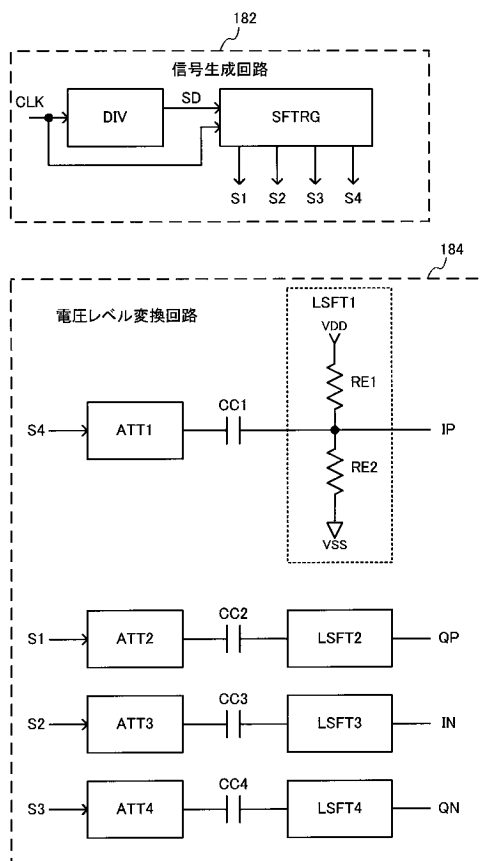 182
信号生成回路
CLK
DIV
SD
SFTRG
S1 S2 S3 S4
184
電圧レベル変換回路
LSFT1
VDD
RE1
S4 ATT1 CC1 IP
RE2
VSS
S1 ATT2 CC2 LSFT2 QP
S2 ATT3 CC3 LSFT3 IN
S3 ATT4 CC4 LSFT4 QN